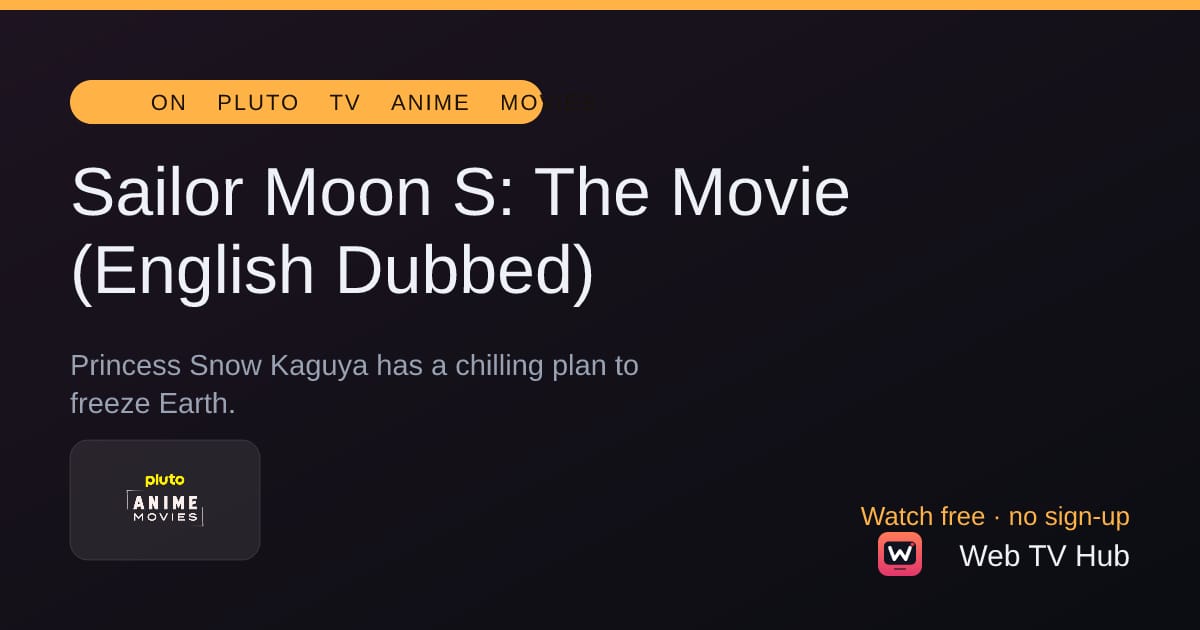 ON PLUTO TV ANIME MOVIES
Sailor Moon S: The Movie
(English Dubbed)
Princess Snow Kaguya has a chilling plan to
freeze Earth.
pluto
ANIME
MOVIES
Watch free · no sign-up
W
Web TV Hub